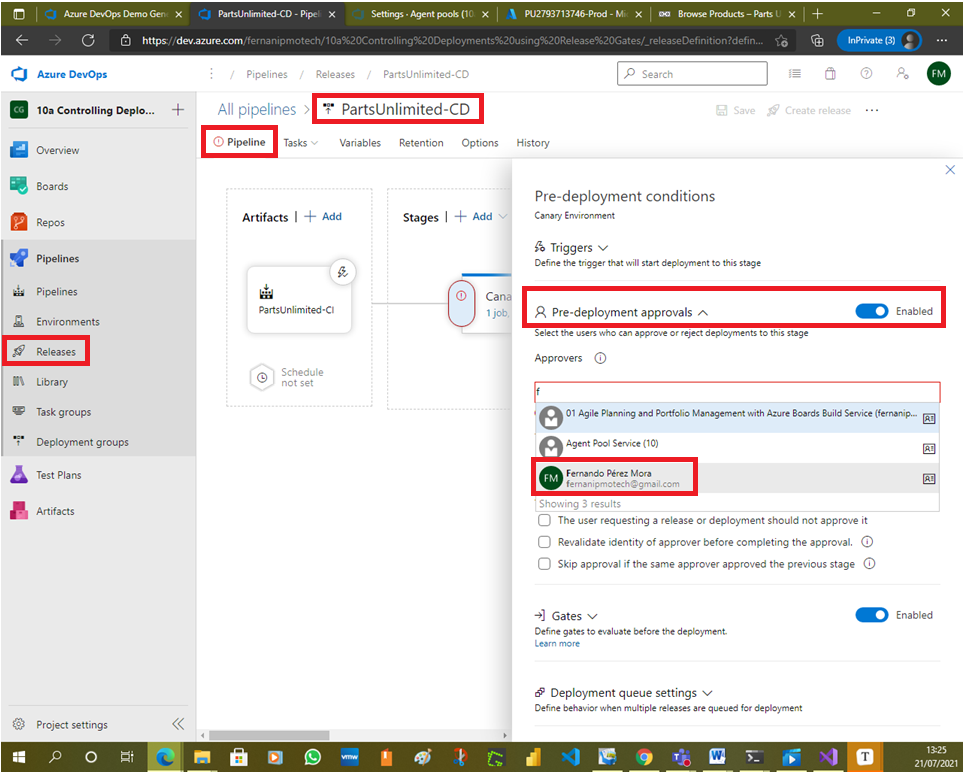 Azure DevOps Demo Gene
PartsUnlimited-CD - Pipel
Settings - Agent pools (10
PU2793713746-Prod - Mi
Browse Products – Parts U
https://dev.azure.com/fernanipmotech/10a%20Controlling%20Deployments%20using%20Release%20Gates/_releaseDefinition?defin...
InPrivate (3)
Azure DevOps
/ Pipelines / Releases / PartsUnlimited-CD
Search
FM
CG 10a Controlling Deplo...
All pipelines > PartsUnlimited-CD
Save
Create release
Pipeline
Tasks
Variables
Retention
Options
History
Overview
Boards
Repos
Pipelines
Pipelines
Environments
Releases
Library
Task groups
Deployment groups
Test Plans
Artifacts
Project settings
Artifacts | + Add
Stages | + Add
PartsUnlimited-CI
Schedule
not set
Cana
1 job,
Pre-deployment conditions
Canary Environment
Triggers
Define the trigger that will start deployment to this stage
Pre-deployment approvals
Enabled
Select the users who can approve or reject deployments to this stage
Approvers
f
01 Agile Planning and Portfolio Management with Azure Boards Build Service (fernanip...
Agent Pool Service (10)
FM
Fernando Pérez Mora
fernanipmotech@gmail.com
Showing 3 results
The user requesting a release or deployment should not approve it
Revalidate identity of approver before completing the approval.
Skip approval if the same approver approved the previous stage
Gates
Enabled
Define gates to evaluate before the deployment.
Learn more
Deployment queue settings
Define behavior when multiple releases are queued for deployment
vmw
T
13:25
21/07/2021